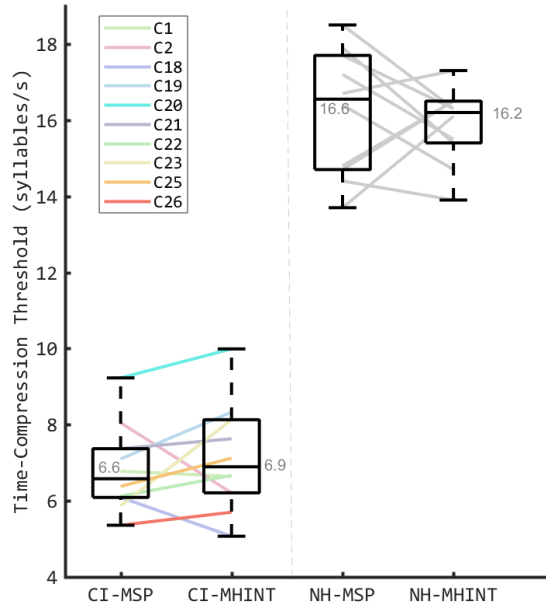 Time-Compression Threshold (syllables/s)
18
16
14
12
10
8
6
4
C1
C2
C18
C19
C20
C21
C22
C23
C25
C26
6.6
6.9
16.6
16.2
CI-MSP
CI-MHINT
NH-MSP
NH-MHINT